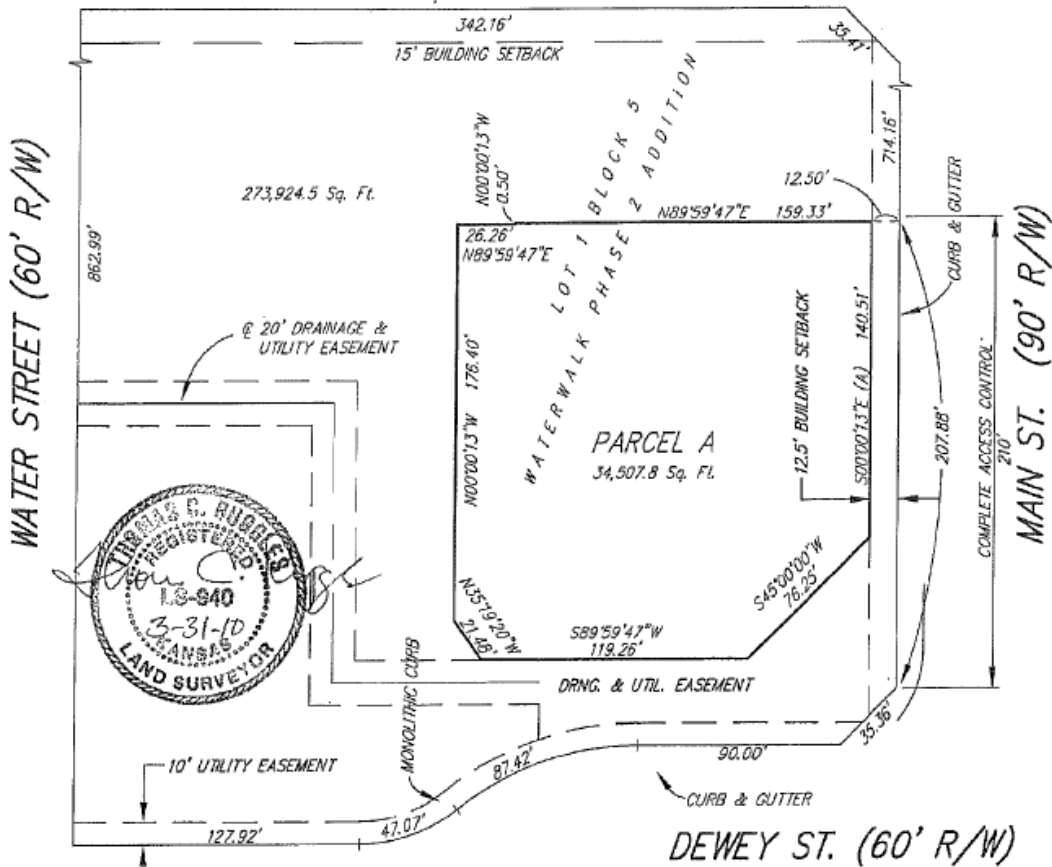 342.16'
35.41'
15' BUILDING SETBACK
714.16'
N00°00'13"W
0.50'
LOT 1 BLOCK 5
WATERWALK PHASE 2 ADDITION
12.50'
CURB & GUTTER
273,924.5 Sq. Ft.
N89°59'47"E 159.33'
26.26'
N89°59'47"E
WATER STREET (60' R/W)
862.99'
MAIN ST. (90' R/W)
℄ 20' DRAINAGE &
UTILITY EASEMENT
N00°00'13"W 176.40'
12.5' BUILDING SETBACK
S00°00'13"E (A) 140.51'
207.88'
COMPLETE ACCESS CONTROL
210'
PARCEL A
34,507.8 Sq. Ft.
THOMAS C. RUGGLES
REGISTERED
LS-940
3-31-10
KANSAS
LAND SURVEYOR
N35°19'20"W
21.48'
S45°00'00"W
76.25'
S89°59'47"W
119.26'
DRNG. & UTIL. EASEMENT
MONOLITHIC CURB
35.36'
87.42'
90.00'
10' UTILITY EASEMENT
CURB & GUTTER
127.92'
47.07'
DEWEY ST. (60' R/W)